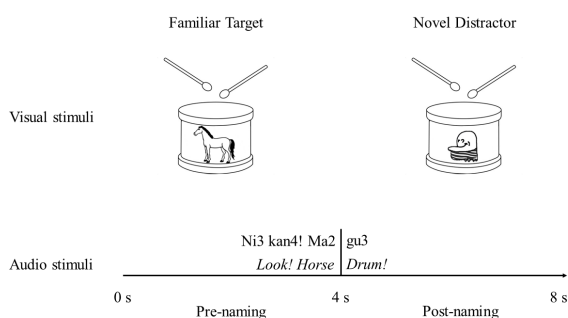 Familiar Target
Novel Distractor
Visual stimuli
Ni3 kan4! Ma2 gu3
Audio stimuli
Look! Horse Drum!
0 s
4 s
8 s
Pre-naming
Post-naming